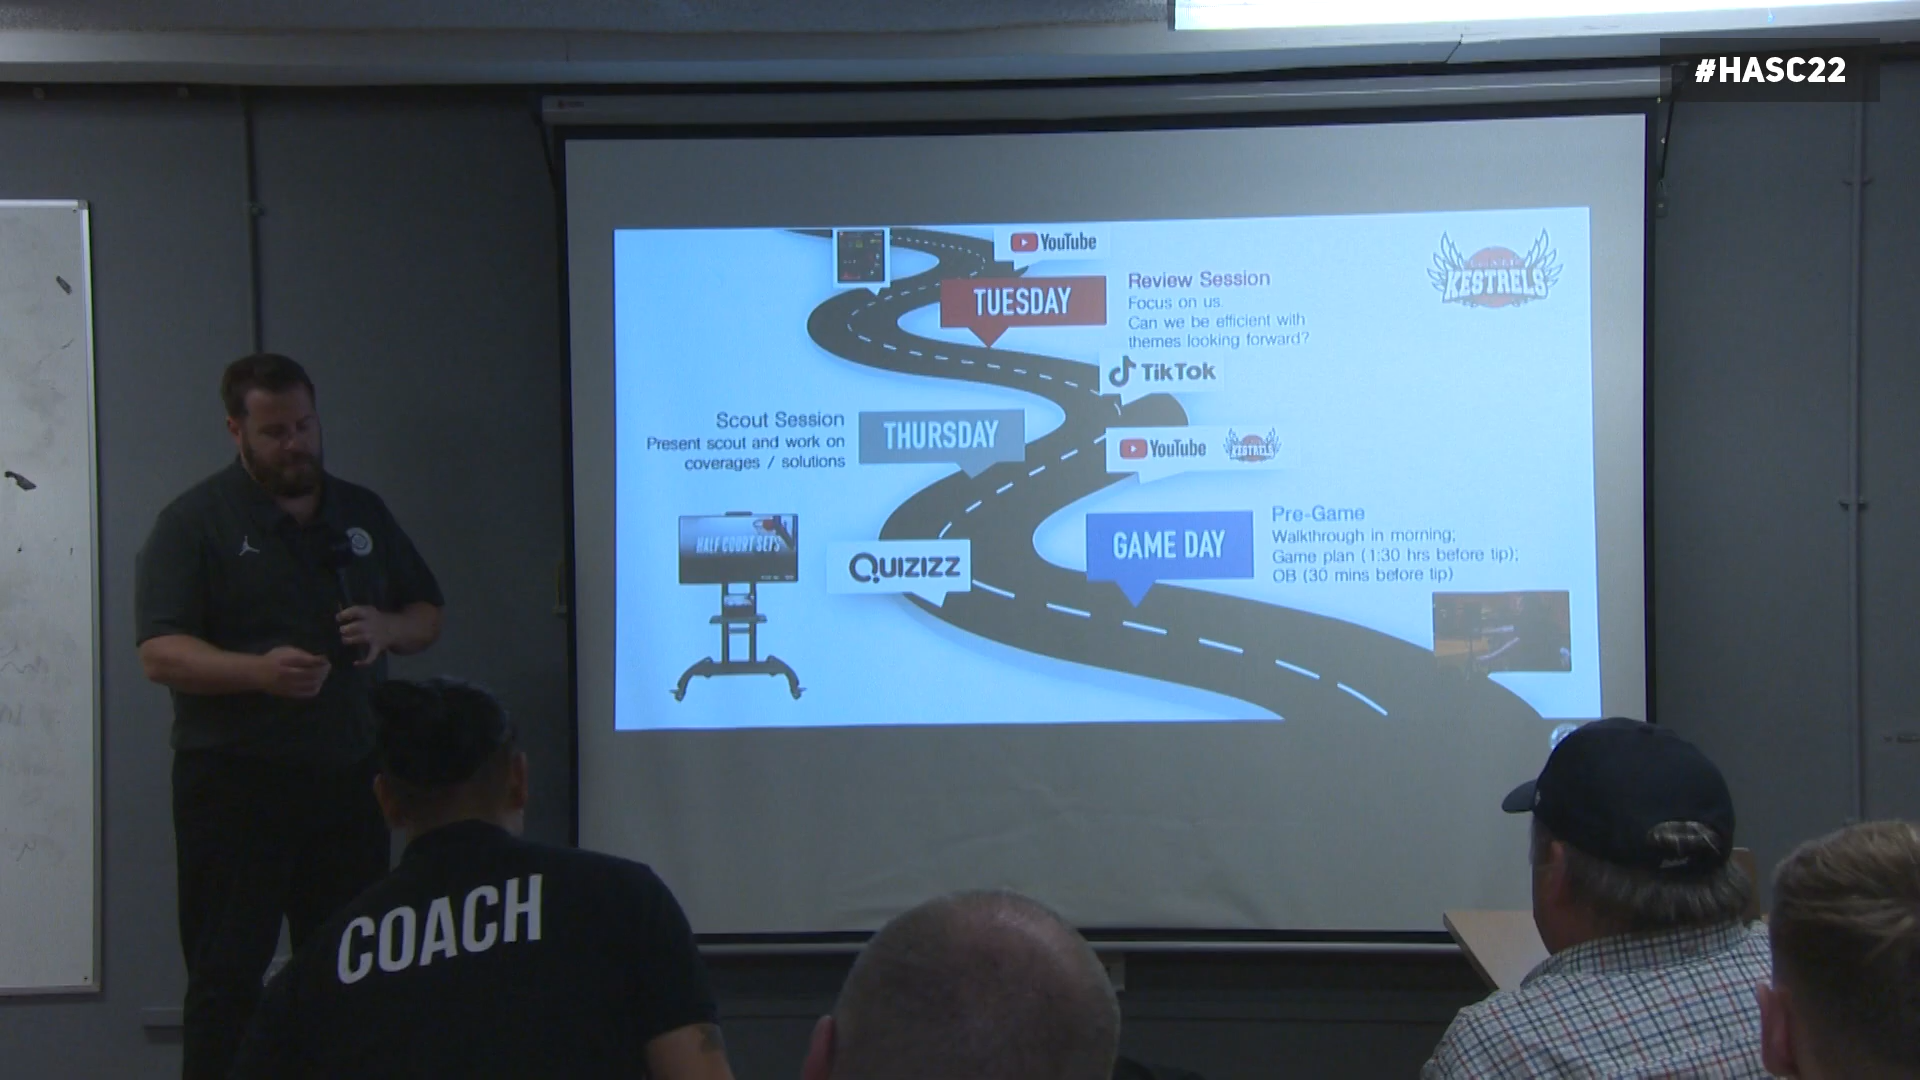 #HASC22
YouTube
TUESDAY
Review Session
Focus on us.
Can we be efficient with
themes looking forward?
KESTRELS
TikTok
Scout Session
Present scout and work on
coverages / solutions
THURSDAY
YouTube
KESTRELS
HALF COURT SETS
QUIZIZZ
GAME DAY
Pre-Game
Walkthrough in morning;
Game plan (1:30 hrs before tip);
OB (30 mins before tip)
COACH